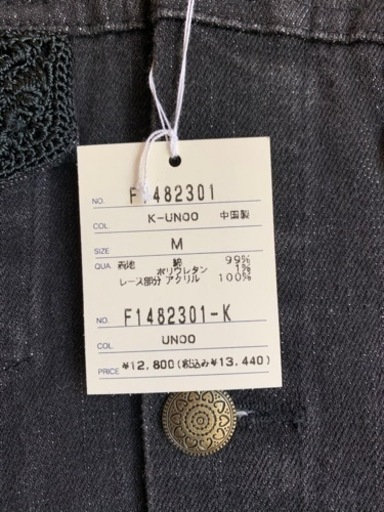 NO. F1482301
COL. K-UNOO 中国製
SIZE M
QUA 表地 綿 99%
ポリウレタン 1%
レース部分 アクリル 100%
NO. F1482301-K
COL. UNOO
PRICE ¥12,800(税込み¥13,440)